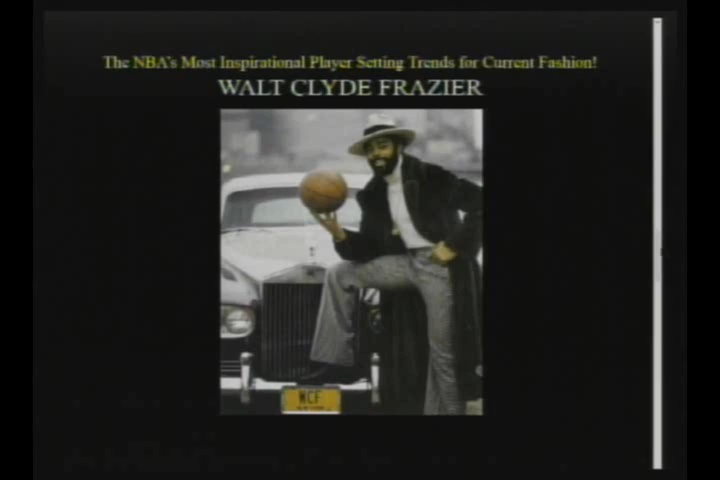 The NBA's Most Inspirational Player Setting Trends for Current Fashion!
WALT CLYDE FRAZIER
WCF